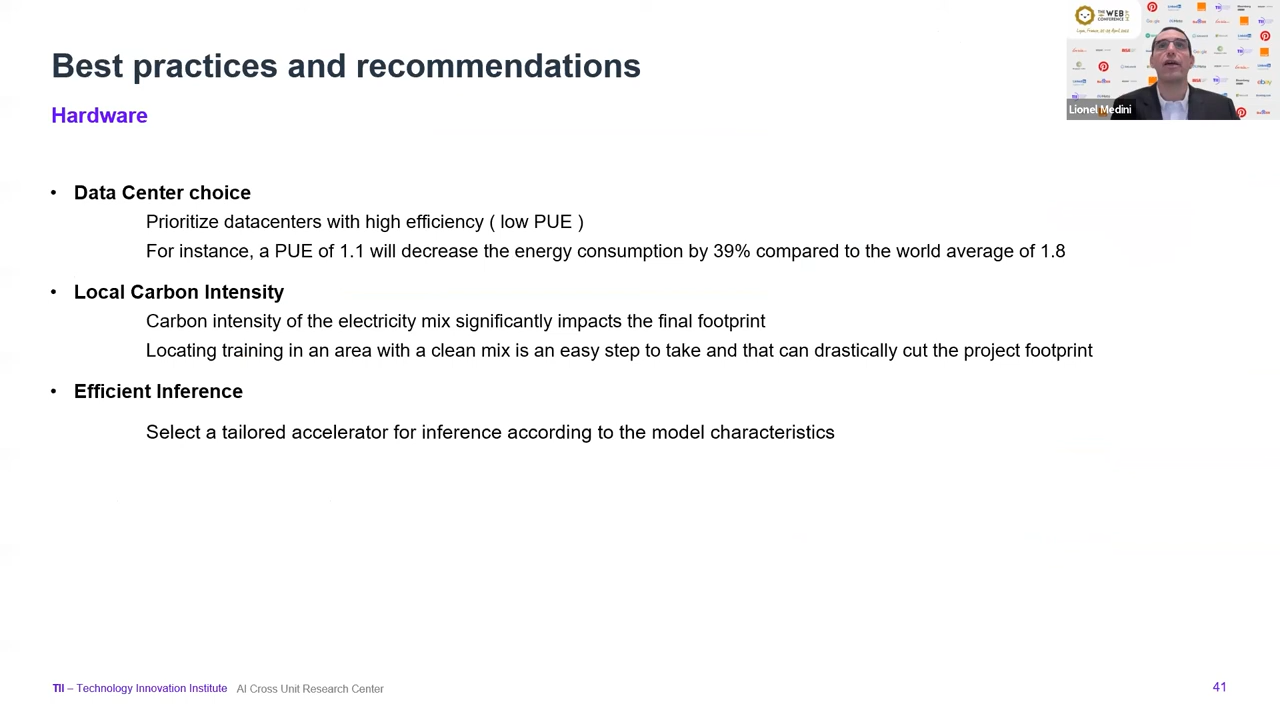 Best practices and recommendations
Hardware
• Data Center choice
Prioritize datacenters with high efficiency ( low PUE )
For instance, a PUE of 1.1 will decrease the energy consumption by 39% compared to the world average of 1.8
• Local Carbon Intensity
Carbon intensity of the electricity mix significantly impacts the final footprint
Locating training in an area with a clean mix is an easy step to take and that can drastically cut the project footprint
• Efficient Inference
Select a tailored accelerator for inference according to the model characteristics
TII – Technology Innovation Institute AI Cross Unit Research Center
41
THE WEB
CONFERENCE
Lionel Medini
ebay